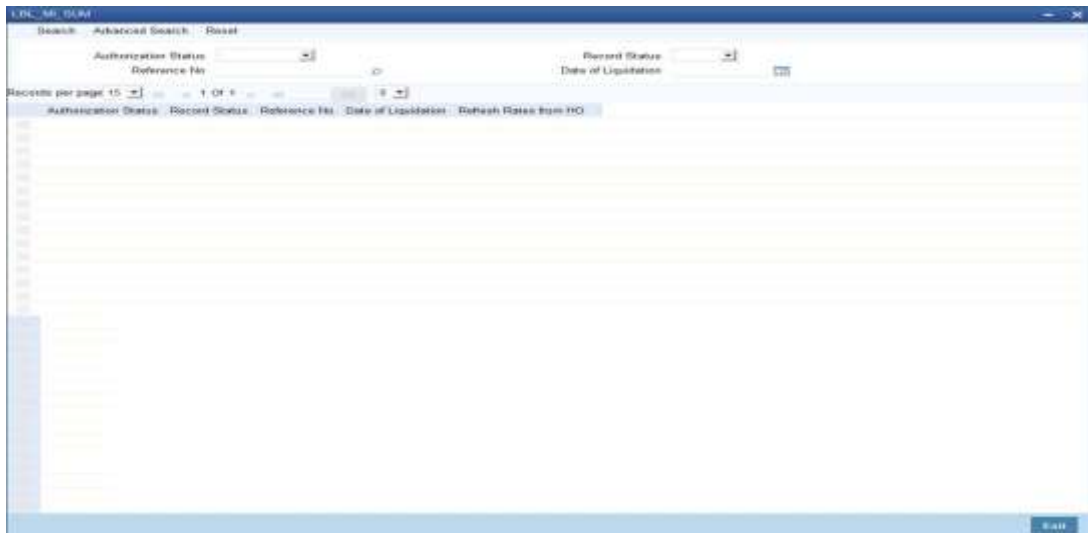 LBL_MI_SUM
Search Advanced Search Reset
Authorization Status Record Status
Reference No Date of Liquidation
Records per page 15 1 Of 1
Authorization Status Record Status Reference No Date of Liquidation Refresh Rates from HO
Exit